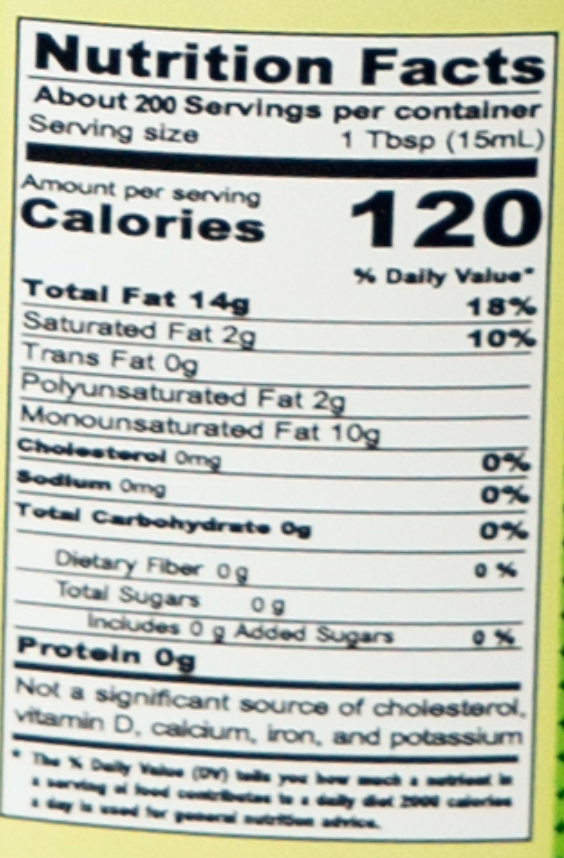 Nutrition Facts
About 200 Servings per container
Serving size 1 Tbsp (15mL)
Amount per serving
Calories 120
% Daily Value*
Total Fat 14g 18%
Saturated Fat 2g 10%
Trans Fat 0g
Polyunsaturated Fat 2g
Monounsaturated Fat 10g
Cholesterol 0mg 0%
Sodium 0mg 0%
Total Carbohydrate 0g 0%
Dietary Fiber 0 g 0 %
Total Sugars 0 g
Includes 0 g Added Sugars 0 %
Protein 0g
Not a significant source of cholesterol,
vitamin D, calcium, iron, and potassium
* The % Daily Value (DV) tells you how much a nutrient in
a serving of food contributes to a daily diet 2000 calories
a day is used for general nutrition advice.